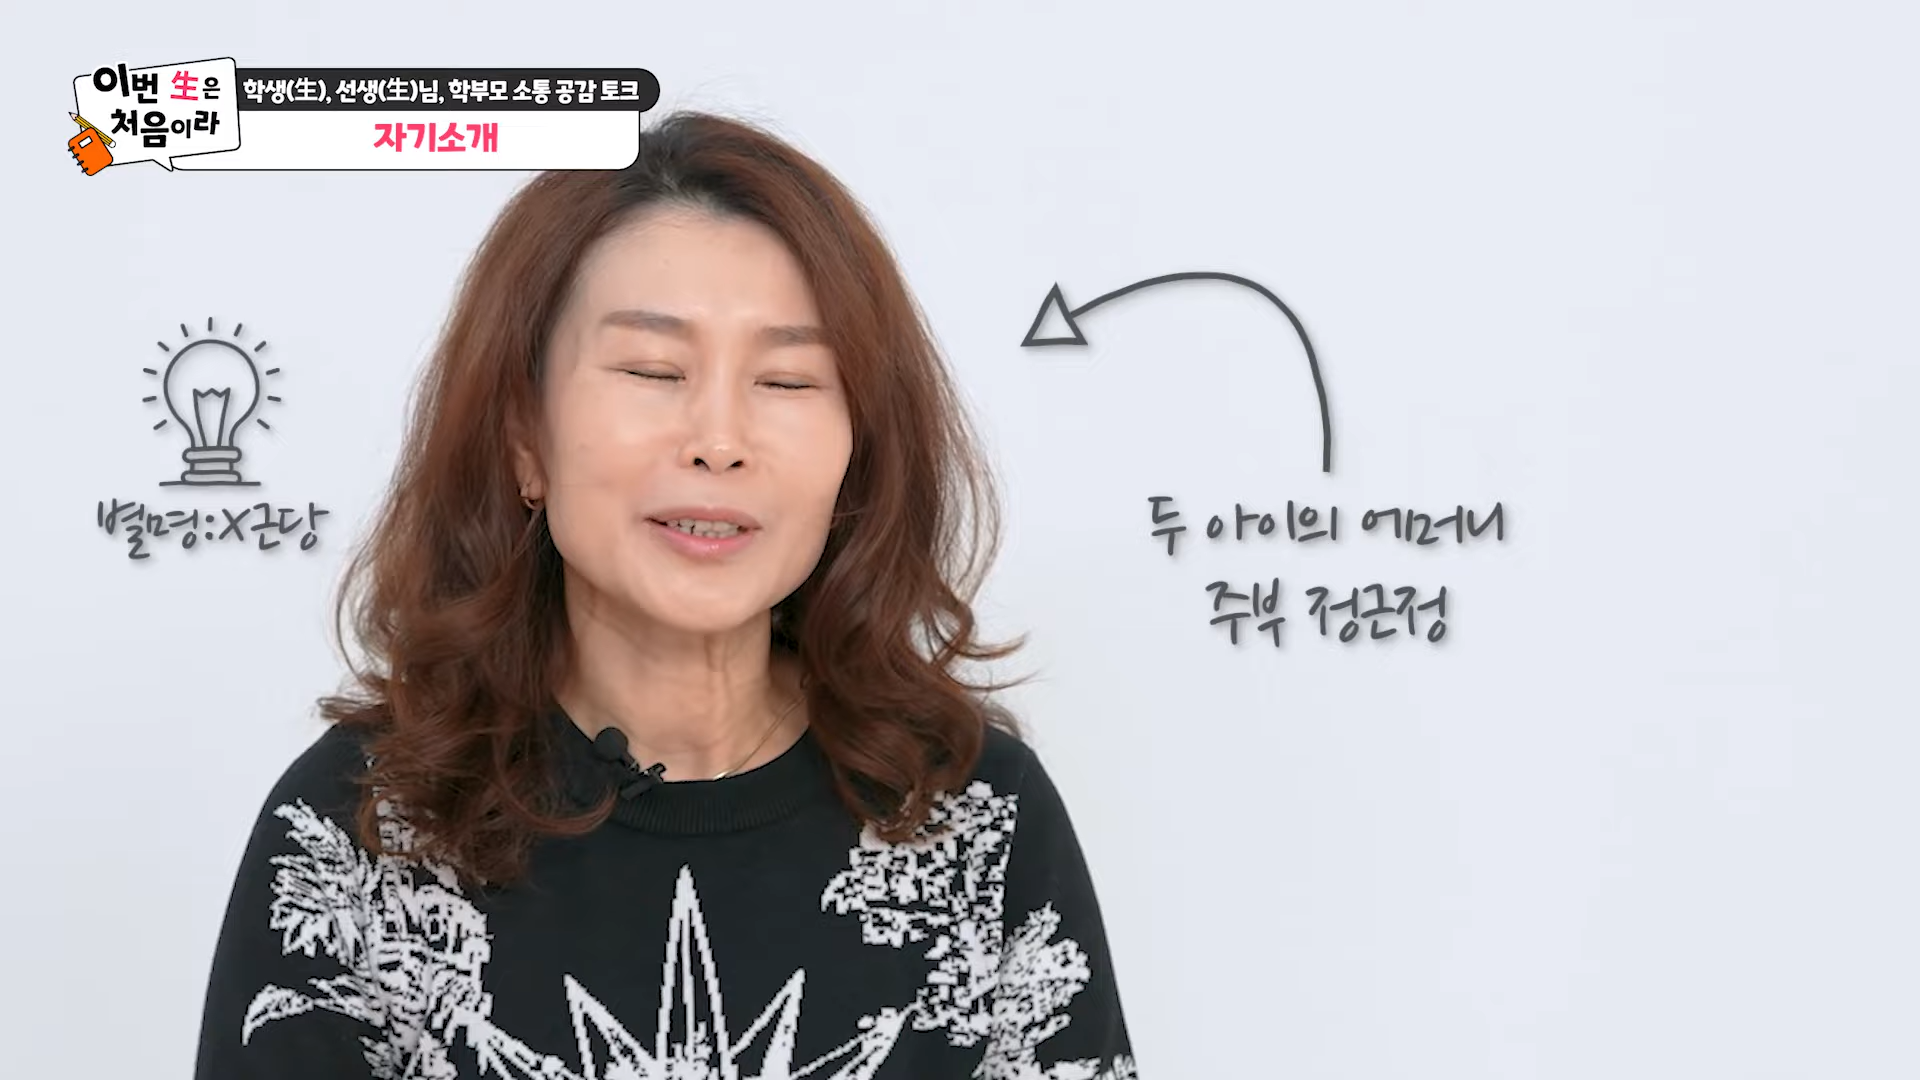 이번 生은
처음이라
학생(生), 선생(生)님, 학부모 소통 공감 토크
자기소개
별명:X근당
두 아이의 에머니
주부 정근정